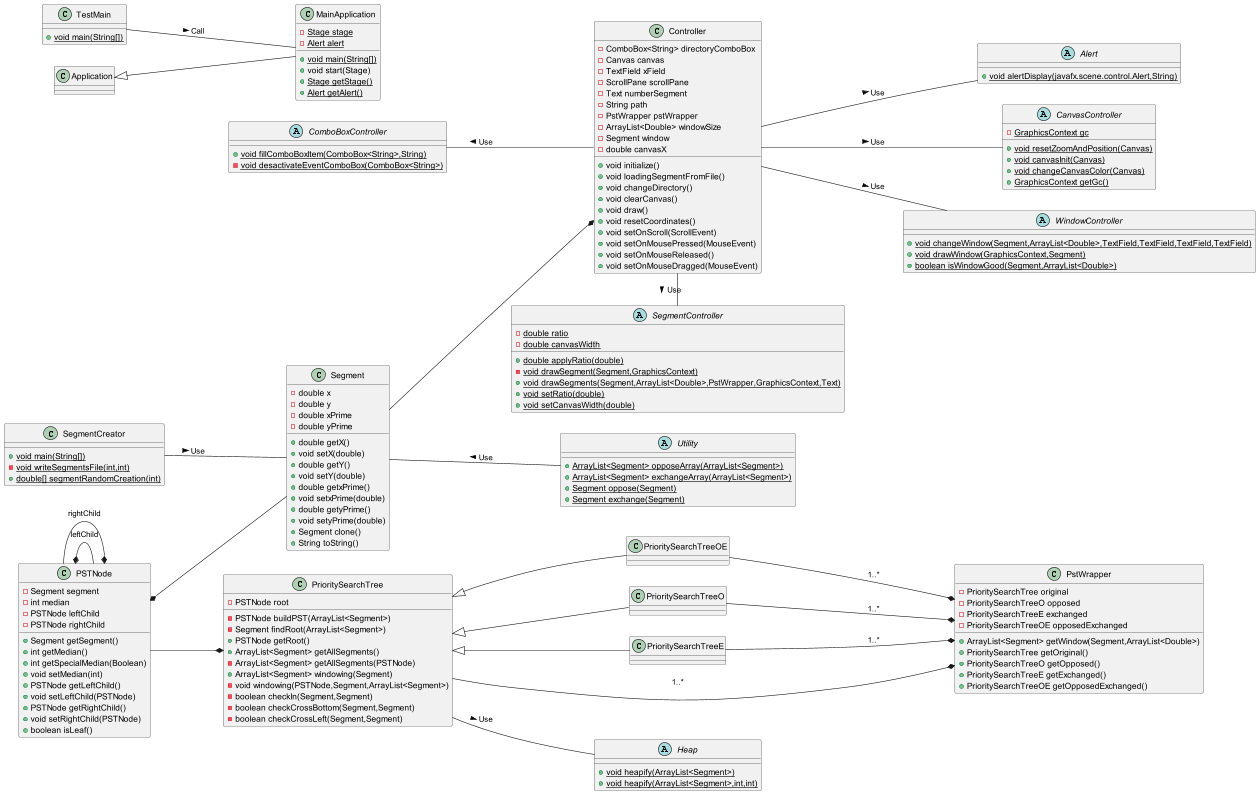 TestMain
void main(String[])
Call
Application
MainApplication
Stage stage
Alert alert
void main(String[])
void start(Stage)
Stage getStage()
Alert getAlert()
ComboBoxController
void fillComboBoxItem(ComboBox<String>,String)
void desactivateEventComboBox(ComboBox<String>)
Use
Controller
ComboBox<String> directoryComboBox
Canvas canvas
TextField xField
ScrollPane scrollPane
Text numberSegment
String path
PstWrapper pstWrapper
ArrayList<Double> windowSize
Segment window
double canvasX
void initialize()
void loadingSegmentFromFile()
void changeDirectory()
void clearCanvas()
void draw()
void resetCoordinates()
void setOnScroll(ScrollEvent)
void setOnMousePressed(MouseEvent)
void setOnMouseReleased()
void setOnMouseDragged(MouseEvent)
Use
Use
Use
Use
Alert
void alertDisplay(javafx.scene.control.Alert,String)
CanvasController
GraphicsContext gc
void resetZoomAndPosition(Canvas)
void canvasInit(Canvas)
void changeCanvasColor(Canvas)
GraphicsContext getGc()
WindowController
void changeWindow(Segment,ArrayList<Double>,TextField,TextField,TextField,TextField)
void drawWindow(GraphicsContext,Segment)
boolean isWindowGood(Segment,ArrayList<Double>)
SegmentController
double ratio
double canvasWidth
double applyRatio(double)
void drawSegment(Segment,GraphicsContext)
void drawSegments(Segment,ArrayList<Double>,PstWrapper,GraphicsContext,Text)
void setRatio(double)
void setCanvasWidth(double)
Segment
double x
double y
double xPrime
double yPrime
double getX()
void setX(double)
double getY()
void setY(double)
double getxPrime()
void setxPrime(double)
double getyPrime()
void setyPrime(double)
Segment clone()
String toString()
SegmentCreator
void main(String[])
void writeSegmentsFile(int,int)
double[] segmentRandomCreation(int)
Use
Utility
ArrayList<Segment> opposeArray(ArrayList<Segment>)
ArrayList<Segment> exchangeArray(ArrayList<Segment>)
Segment oppose(Segment)
Segment exchange(Segment)
Use
rightChild
leftChild
PSTNode
Segment segment
int median
PSTNode leftChild
PSTNode rightChild
Segment getSegment()
int getMedian()
int getSpecialMedian(Boolean)
void setMedian(int)
PSTNode getLeftChild()
void setLeftChild(PSTNode)
PSTNode getRightChild()
void setRightChild(PSTNode)
boolean isLeaf()
PrioritySearchTree
PSTNode root
PSTNode buildPST(ArrayList<Segment>)
Segment findRoot(ArrayList<Segment>)
PSTNode getRoot()
ArrayList<Segment> getAllSegments()
ArrayList<Segment> getAllSegments(PSTNode)
ArrayList<Segment> windowing(Segment)
void windowing(PSTNode,Segment,ArrayList<Segment>)
boolean checkIn(Segment,Segment)
boolean checkCrossBottom(Segment,Segment)
boolean checkCrossLeft(Segment,Segment)
PrioritySearchTreeOE
PrioritySearchTreeO
PrioritySearchTreeE
1..*
1..*
1..*
1..*
PstWrapper
PrioritySearchTree original
PrioritySearchTreeO opposed
PrioritySearchTreeE exchanged
PrioritySearchTreeOE opposedExchanged
ArrayList<Segment> getWindow(Segment,ArrayList<Double>)
PrioritySearchTree getOriginal()
PrioritySearchTreeO getOpposed()
PrioritySearchTreeE getExchanged()
PrioritySearchTreeOE getOpposedExchanged()
Use
Heap
void heapify(ArrayList<Segment>)
void heapify(ArrayList<Segment>,int,int)